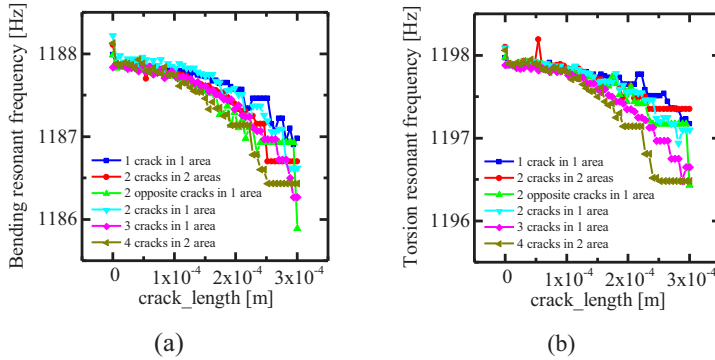 Bending resonant frequency [Hz]
1188
1187
1186
1 crack in 1 area
2 cracks in 2 areas
2 opposite cracks in 1 area
2 cracks in 1 area
3 cracks in 1 area
4 cracks in 2 area
0 1x10-4 2x10-4 3x10-4
crack_length [m]
(a)
Torsion resonant frequency [Hz]
1198
1197
1196
1 crack in 1 area
2 cracks in 2 areas
2 opposite cracks in 1 area
2 cracks in 1 area
3 cracks in 1 area
4 cracks in 2 area
0 1x10-4 2x10-4 3x10-4
crack_length [m]
(b)